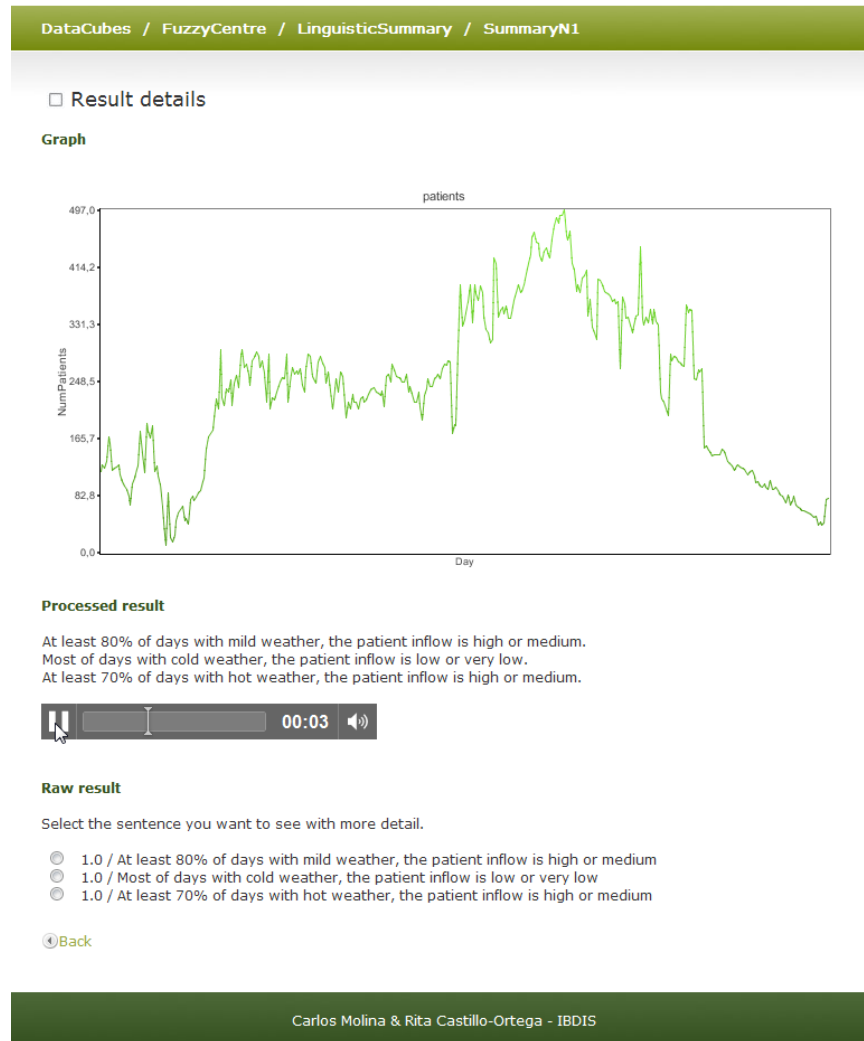 DataCubes / FuzzyCentre / LinguisticSummary / SummaryN1
Result details
Graph
patients
497,0
414,2
331,3
248,5
165,7
82,8
0,0
NumPatients
Day
Processed result
At least 80% of days with mild weather, the patient inflow is high or medium.
Most of days with cold weather, the patient inflow is low or very low.
At least 70% of days with hot weather, the patient inflow is high or medium.
00:03
Raw result
Select the sentence you want to see with more detail.
1.0 / At least 80% of days with mild weather, the patient inflow is high or medium
1.0 / Most of days with cold weather, the patient inflow is low or very low
1.0 / At least 70% of days with hot weather, the patient inflow is high or medium
Back
Carlos Molina & Rita Castillo-Ortega - IBDIS